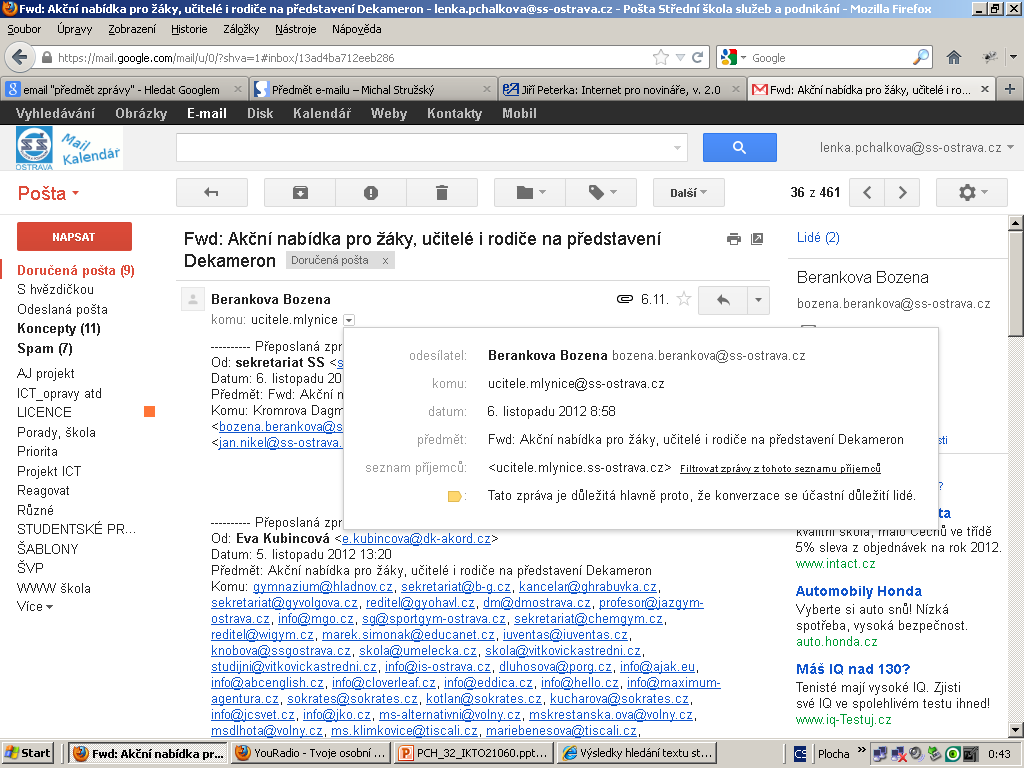 Fwd: Akční nabídka pro žáky, učitelé i rodiče na představení Dekameron - lenka.pchalkova@ss-ostrava.cz - Pošta Střední škola služeb a podnikání - Mozilla Firefox
Soubor Úpravy Zobrazení Historie Záložky Nástroje Nápověda
https://mail.google.com/mail/u/0/?shva=1#inbox/13ad4ba712eeb286
Google
email "předmět zprávy" - Hledat Googlem
Předmět e-mailu – Michal Stružský
Jiří Peterka: Internet pro novináře, v. 2.0
Fwd: Akční nabídka pro žáky, učitelé i ro...
Vyhledávání Obrázky E-mail Disk Kalendář Weby Kontakty Mobil
OSTRAVA
Mail
Kalendář
lenka.pchalkova@ss-ostrava.cz
Pošta
Další
36 z 461
NAPSAT
Doručená pošta (9)
S hvězdičkou
Odeslaná pošta
Koncepty (11)
Spam (7)
AJ projekt
ICT_opravy atd
LICENCE
Porady, škola
Priorita
Projekt ICT
Reagovat
Různé
STUDENTSKÉ PR...
ŠABLONY
ŠVP
WWW škola
Více
Fwd: Akční nabídka pro žáky, učitelé i rodiče na představení
Dekameron Doručená pošta x
Berankova Bozena
6.11.
komu: ucitele.mlynice
---------- Přeposlaná zpr
Od: sekretariat SS <s
Datum: 6. listopadu 20
Předmět: Fwd: Akční n
Komu: Kromrova Dagm
<bozena.berankova@s
<jan.nikel@ss-ostrava.
odesílatel: Berankova Bozena bozena.berankova@ss-ostrava.cz
komu: ucitele.mlynice@ss-ostrava.cz
datum: 6. listopadu 2012 8:58
předmět: Fwd: Akční nabídka pro žáky, učitelé i rodiče na představení Dekameron
seznam příjemců: <ucitele.mlynice.ss-ostrava.cz> Filtrovat zprávy z tohoto seznamu příjemců
: Tato zpráva je důležitá hlavně proto, že konverzace se účastní důležití lidé.
---------- Přeposlaná zpr
Od: Eva Kubincová <e.kubincova@dk-akord.cz>
Datum: 5. listopadu 2012 13:20
Předmět: Akční nabídka pro žáky, učitelé i rodiče na představení Dekameron
Komu: gymnazium@hladnov.cz, sekretariat@b-g.cz, kancelar@ghrabuvka.cz,
sekretariat@gyvolgova.cz, reditel@gyohavl.cz, dm@dmostrava.cz, profesor@jazgym-
ostrava.cz, info@mgo.cz, sg@sportgym-ostrava.cz, sekretariat@chemgym.cz,
reditel@wigym.cz, marek.simonak@educanet.cz, iuventas@iuventas.cz,
knobova@ssgostrava.cz, skola@umelecka.cz, skola@vitkovickastredni.cz,
studijni@vitkovickastredni.cz, info@is-ostrava.cz, dluhosova@porg.cz, info@ajak.eu,
info@abcenglish.cz, info@cloverleaf.cz, info@eddica.cz, info@hello.cz, info@maximum-
agentura.cz, sokrates@sokrates.cz, kotlan@sokrates.cz, kucharova@sokrates.cz,
info@jcsvet.cz, info@jko.cz, ms-alternativni@volny.cz, mskrestanska.ova@volny.cz,
msdlhota@volny.cz, ms.klimkovice@tiscali.cz, mariebenesova@tiscali.cz,
Lidé (2)
Berankova Bozena
bozena.berankova@ss-ostrava.cz
sti
?
ta
kvalitní škola, málo Čechů ve třídě
5% sleva z objednávek na rok 2012.
www.intact.cz
Automobily Honda
Vyberte si auto snů! Nízká
spotřeba, vysoká bezpečnost.
auto.honda.cz
Máš IQ nad 130?
Tenisté mají vysoké IQ. Zjisti
své IQ ve spolehlivém testu ihned!
www.iq-Testuj.cz
Start
Fwd: Akční nabídka pr...
YouRadio - Tvoje osobní ...
PCH_32_IKTO21060.ppt...
Výsledky hledání textu st...
CS
Plocha
0:43